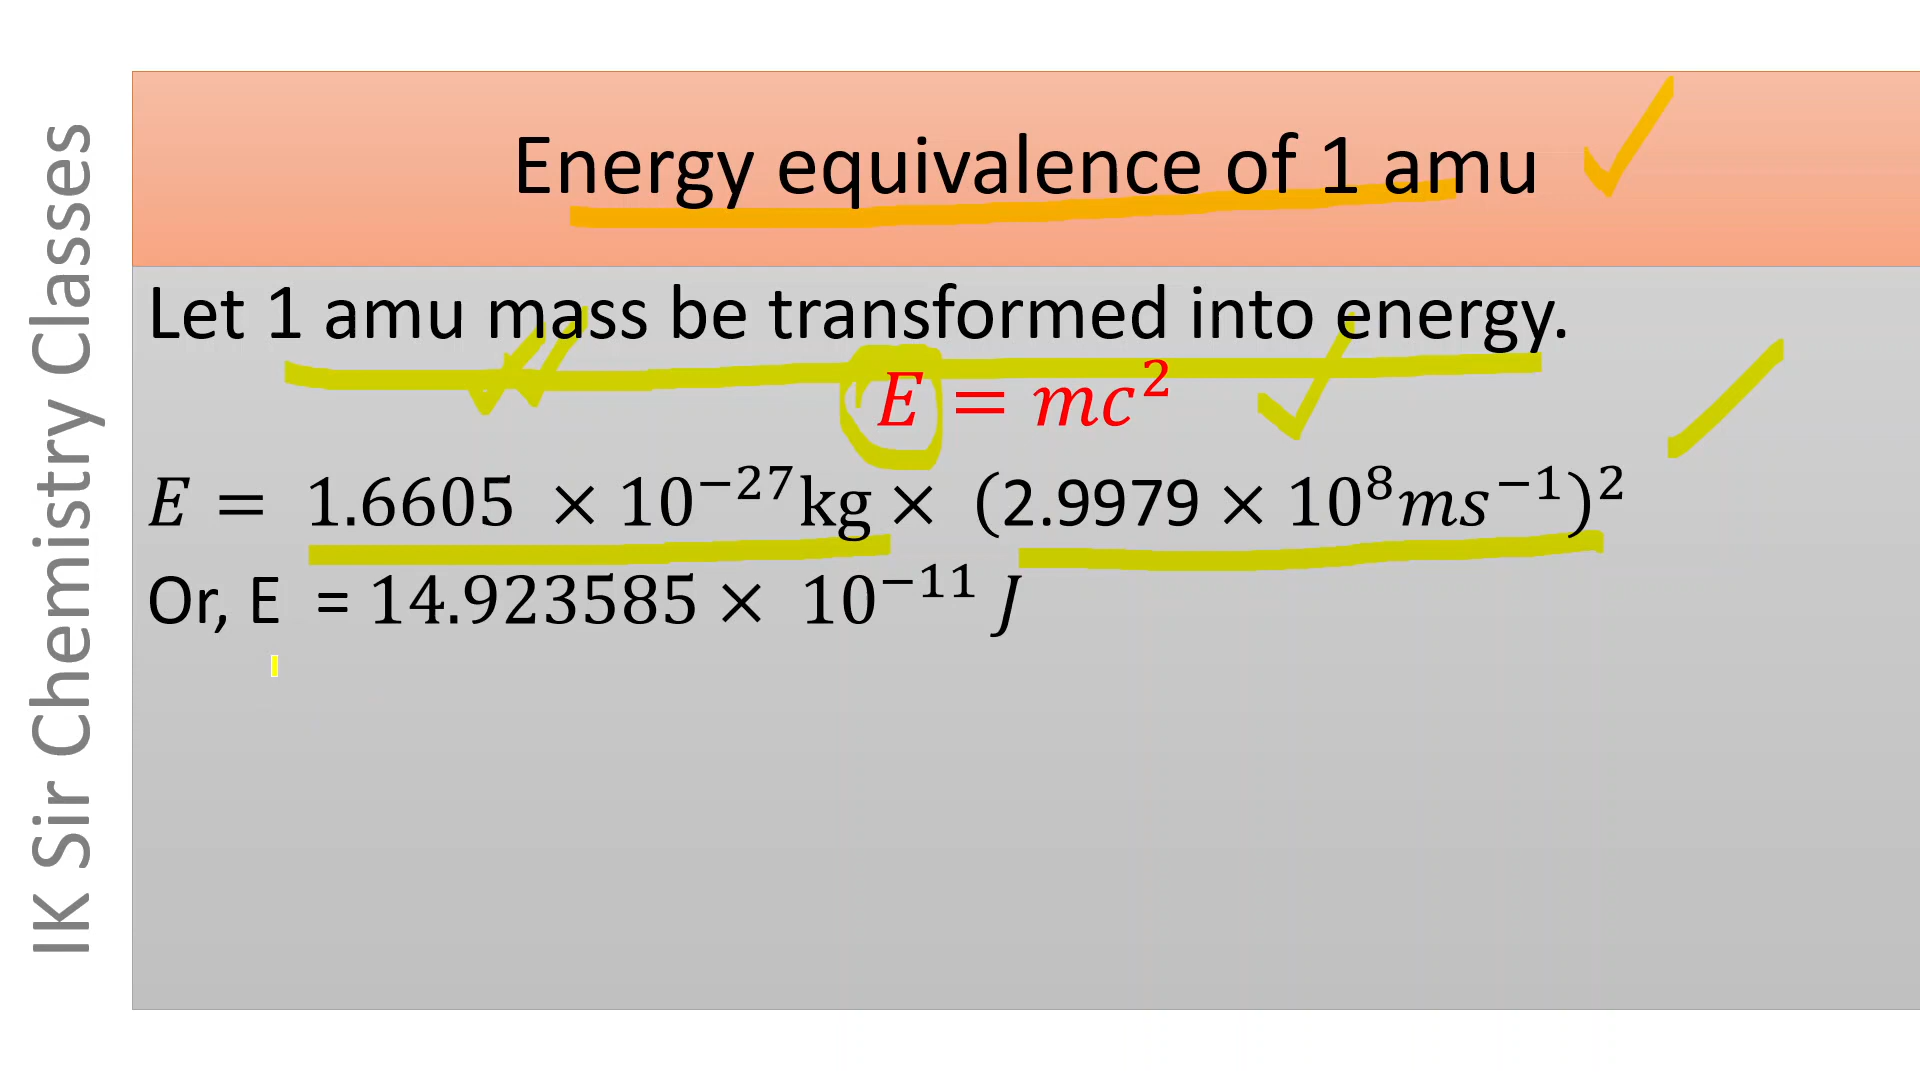 IK Sir Chemistry Classes
Energy equivalence of 1 amu
Let 1 amu mass be transformed into energy.
E = mc²
E = 1.6605 × 10⁻²⁷kg × (2.9979 × 10⁸ms⁻¹)²
Or, E = 14.923585 × 10⁻¹¹ J